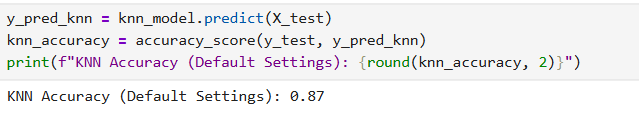 y_pred_knn = knn_model.predict(X_test)
knn_accuracy = accuracy_score(y_test, y_pred_knn)
print(f"KNN Accuracy (Default Settings): {round(knn_accuracy, 2)}")
KNN Accuracy (Default Settings): 0.87